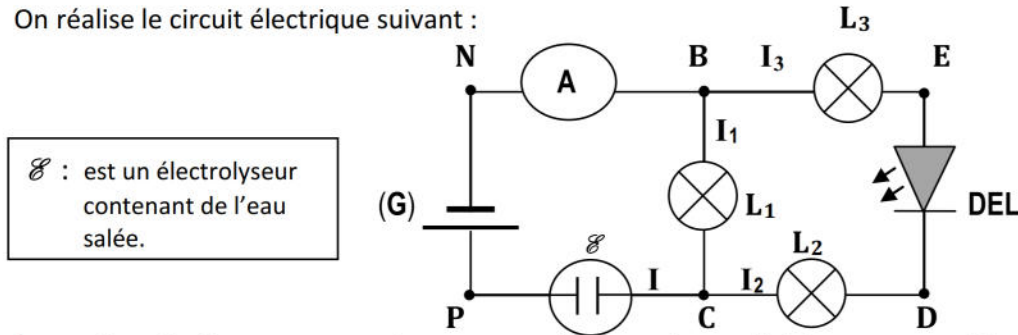 On réalise le circuit électrique suivant :
L₃
N
A
B
I₃
E
I₁
ℰ : est un électrolyseur
contenant de l’eau
salée.
(G)
L₁
DEL
ℰ
L₂
P
I
C
I₂
D